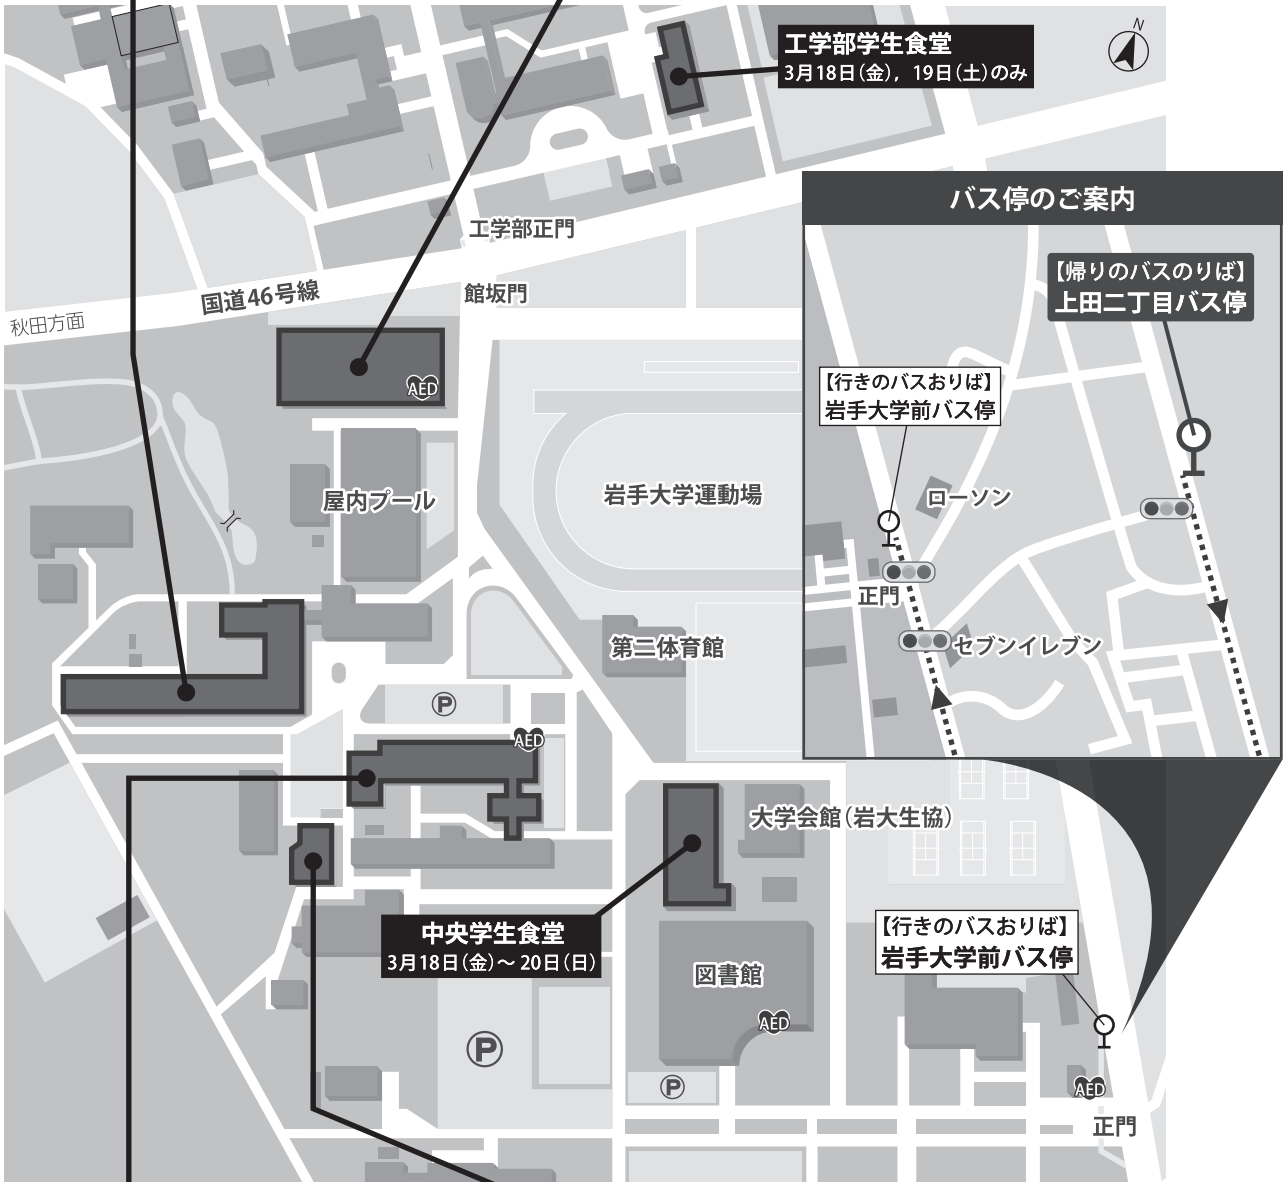 工学部学生食堂
3月18日（金），19日（土）のみ
N
バス停のご案内
【帰りのバスのりば】
上田二丁目バス停
【行きのバスおりば】
岩手大学前バス停
ローソン
正門
セブンイレブン
工学部正門
国道46号線
館坂門
秋田方面
AED
屋内プール
岩手大学運動場
第二体育館
P
AED
大学会館（岩大生協）
中央学生食堂
3月18日（金）～20日（日）
【行きのバスおりば】
岩手大学前バス停
図書館
AED
P
P
AED
正門